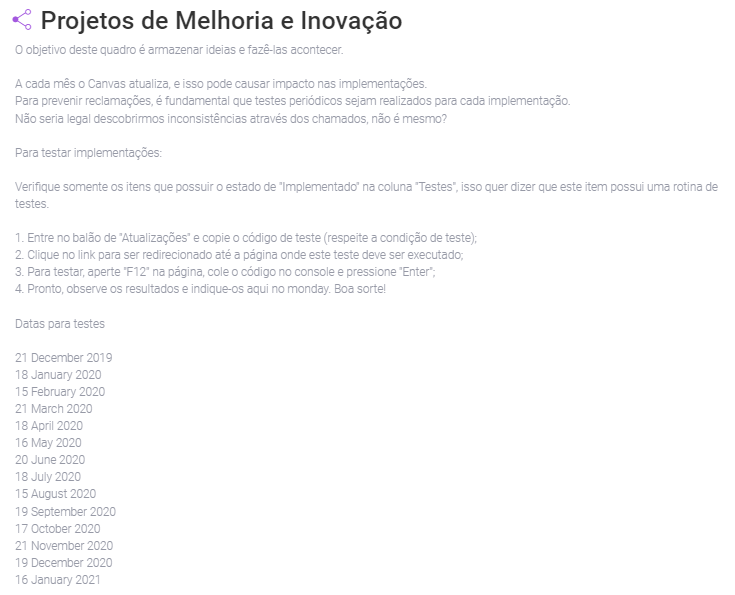 Projetos de Melhoria e Inovação
O objetivo deste quadro é armazenar ideias e fazê-las acontecer.
A cada mês o Canvas atualiza, e isso pode causar impacto nas implementações.
Para prevenir reclamações, é fundamental que testes periódicos sejam realizados para cada implementação.
Não seria legal descobrirmos inconsistências através dos chamados, não é mesmo?
Para testar implementações:
Verifique somente os itens que possuir o estado de "Implementado" na coluna "Testes", isso quer dizer que este item possui uma rotina de
testes.
1. Entre no balão de "Atualizações" e copie o código de teste (respeite a condição de teste);
2. Clique no link para ser redirecionado até a página onde este teste deve ser executado;
3. Para testar, aperte "F12" na página, cole o código no console e pressione "Enter";
4. Pronto, observe os resultados e indique-os aqui no monday. Boa sorte!
Datas para testes
21 December 2019
18 January 2020
15 February 2020
21 March 2020
18 April 2020
16 May 2020
20 June 2020
18 July 2020
15 August 2020
19 September 2020
17 October 2020
21 November 2020
19 December 2020
16 January 2021